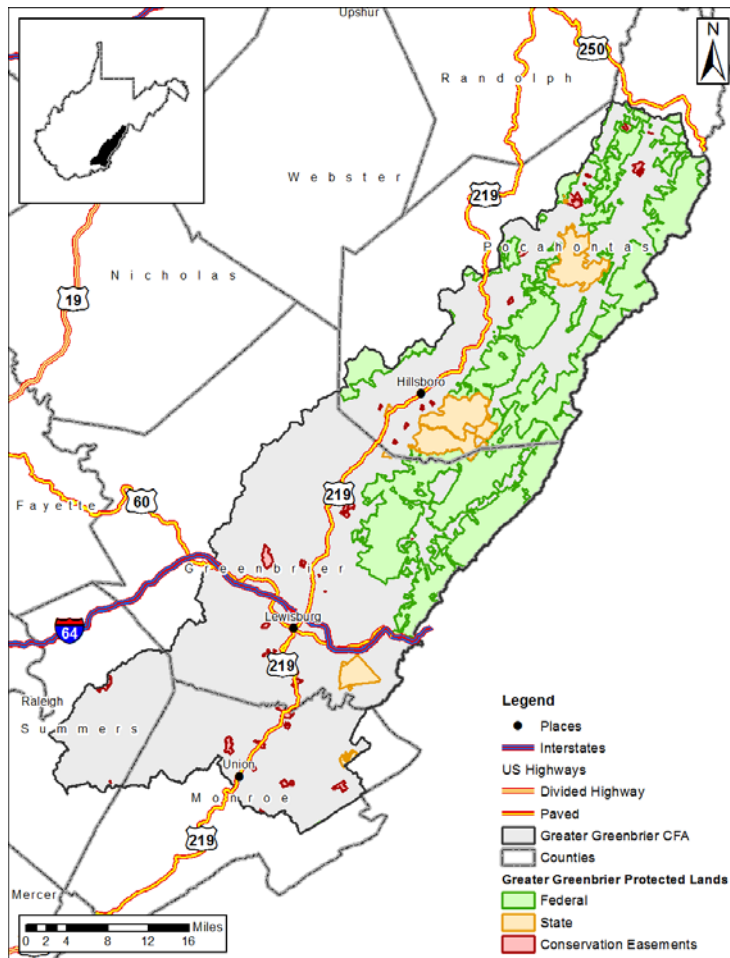 Upshur
N
250
Randolph
Webster
219
Pocahontas
Nicholas
19
Hillsboro
219
60
Fayette
Greenbrier
64
Lewisburg
219
Raleigh
Summers
Union
Monroe
219
Mercer
Miles
0 2 4 8 12 16
Legend
Places
Interstates
US Highways
Divided Highway
Paved
Greater Greenbrier CFA
Counties
Greater Greenbrier Protected Lands
Federal
State
Conservation Easements